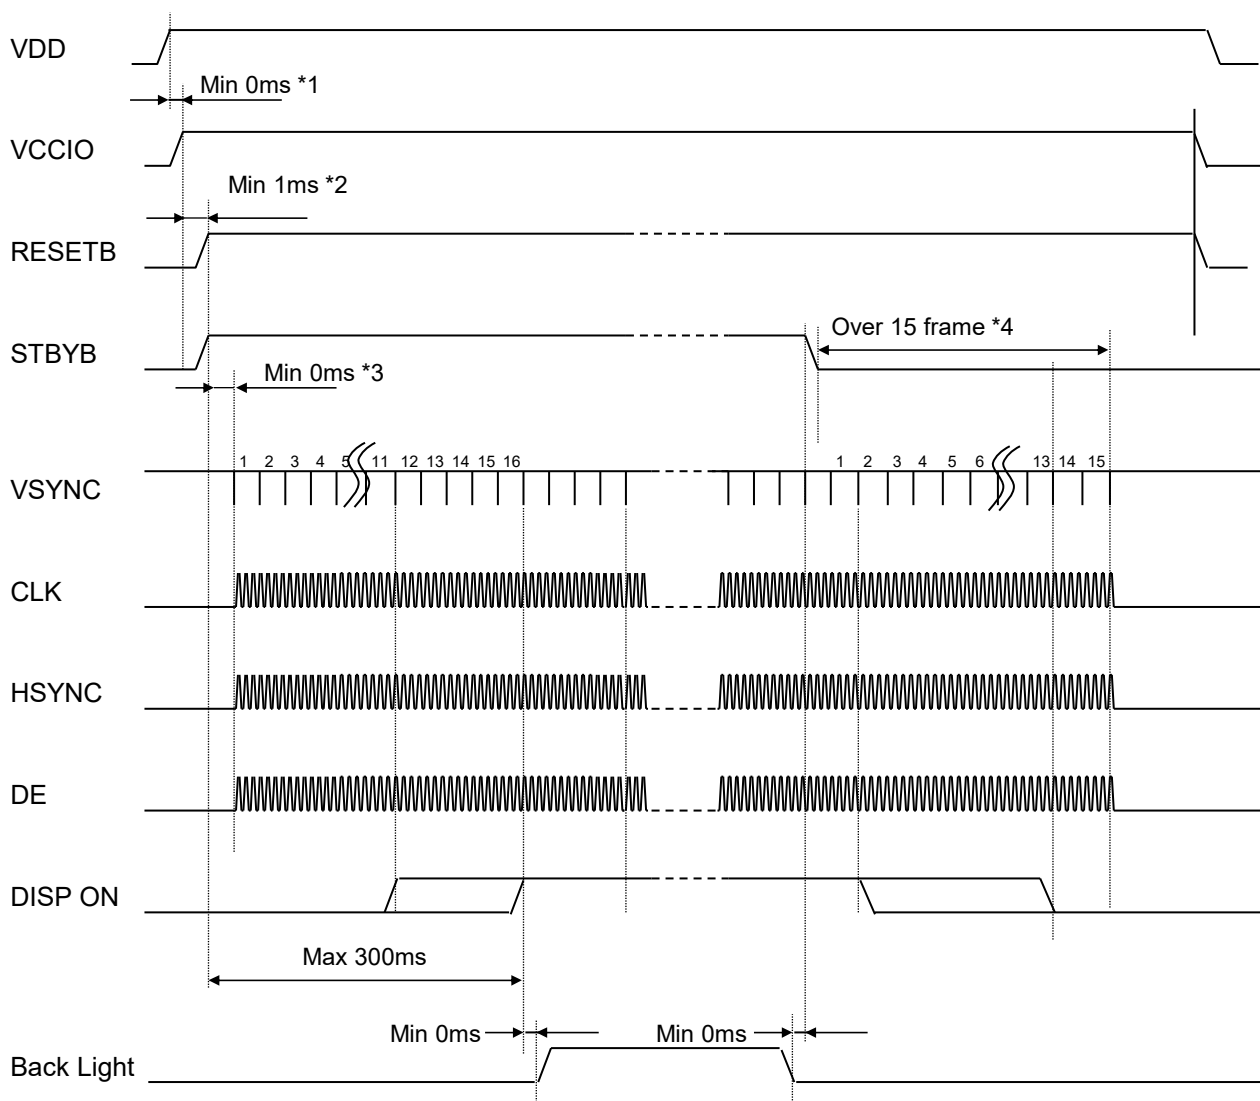 VDD
Min 0ms *1
VCCIO
Min 1ms *2
RESETB
Over 15 frame *4
STBYB
Min 0ms *3
1 2 3 4 5 11 12 13 14 15 16 1 2 3 4 5 6 13 14 15
VSYNC
CLK
HSYNC
DE
DISP ON
Max 300ms
Min 0ms Min 0ms
Back Light